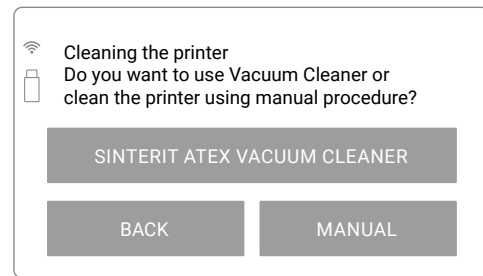 Cleaning the printer
Do you want to use Vacuum Cleaner or
clean the printer using manual procedure?
SINTERIT ATEX VACUUM CLEANER
BACK
MANUAL